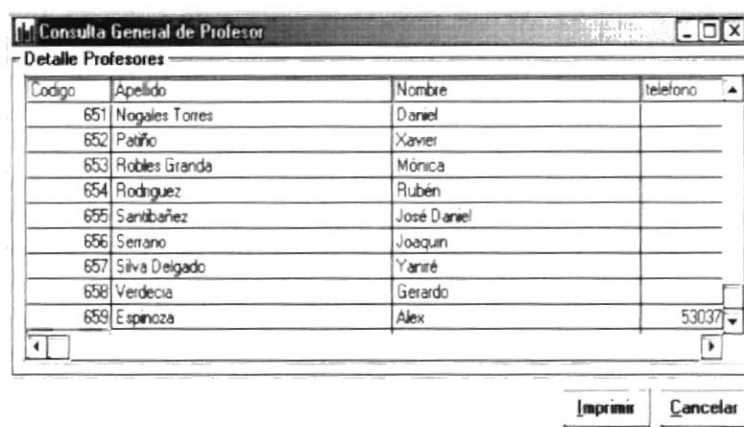 Consulta General de Profesor
Detalle Profesores
Codigo Apellido Nombre telefono
651 Nogales Torres Daniel
652 Patiño Xavier
653 Robles Granda Mónica
654 Rodriguez Rubén
655 Santibañez José Daniel
656 Serrano Joaquin
657 Silva Delgado Yaniré
658 Verdecia Gerardo
659 Espinoza Alex 53037
Imprimir Cancelar